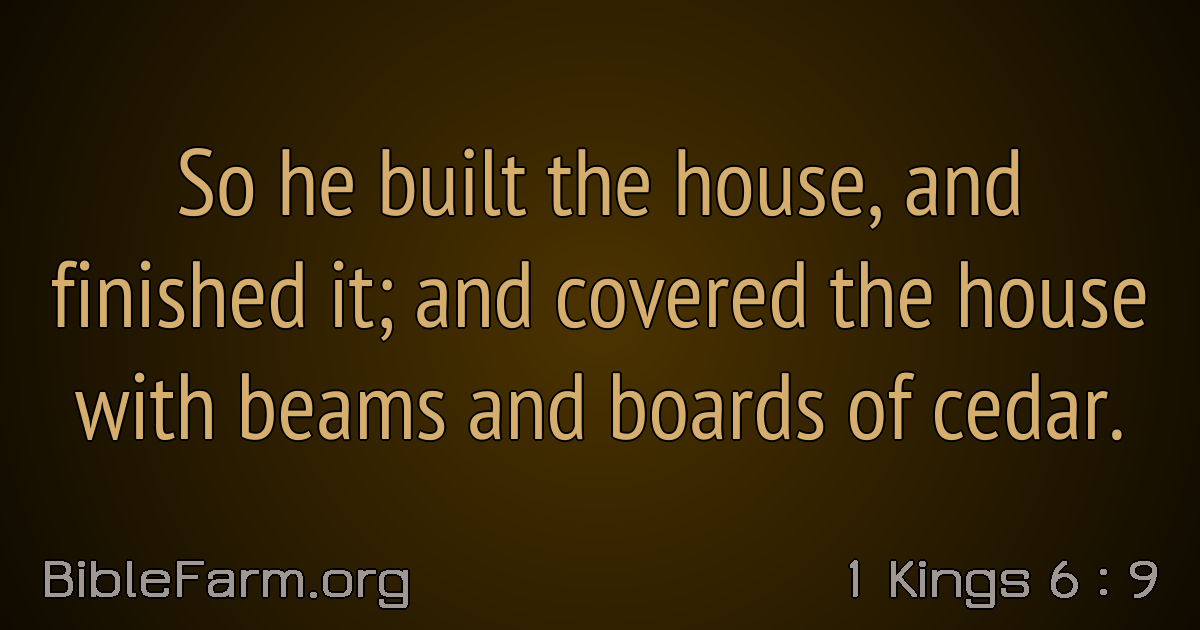 So he built the house, and
finished it; and covered the house
with beams and boards of cedar.
BibleFarm.org
1 Kings 6 : 9